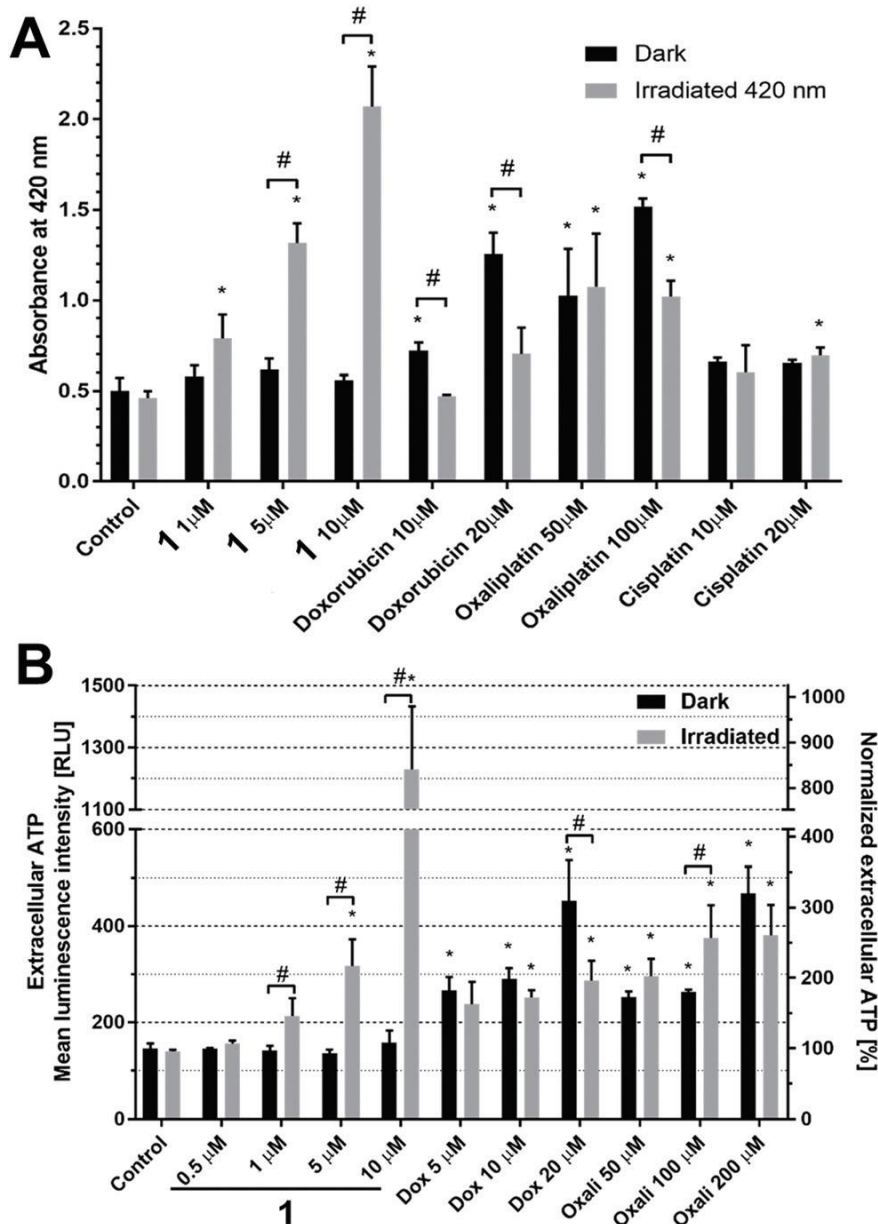 A
Absorbance at 420 nm
2.5
2.0
1.5
1.0
0.5
0.0
Dark
Irradiated 420 nm
#
*
#
*
*
#
*
#
*
*
*
#
*
*
*
Control
1 1µM
1 5µM
1 10µM
Doxorubicin 10µM
Doxorubicin 20µM
Oxaliplatin 50µM
Oxaliplatin 100µM
Cisplatin 10µM
Cisplatin 20µM
B
Extracellular ATP
Mean luminescence intensity [RLU]
1500
1300
1100
600
400
200
0
Dark
Irradiated
#*
#
#
*
*
*
*
#
*
*
*
*
#
*
*
*
*
1000
900
800
400
300
200
100
0
Normalized extracellular ATP [%]
Control
0.5 µM
1 µM
5 µM
10 µM
Dox 5 µM
Dox 10 µM
Dox 20 µM
Oxali 50 µM
Oxali 100 µM
Oxali 200 µM
1